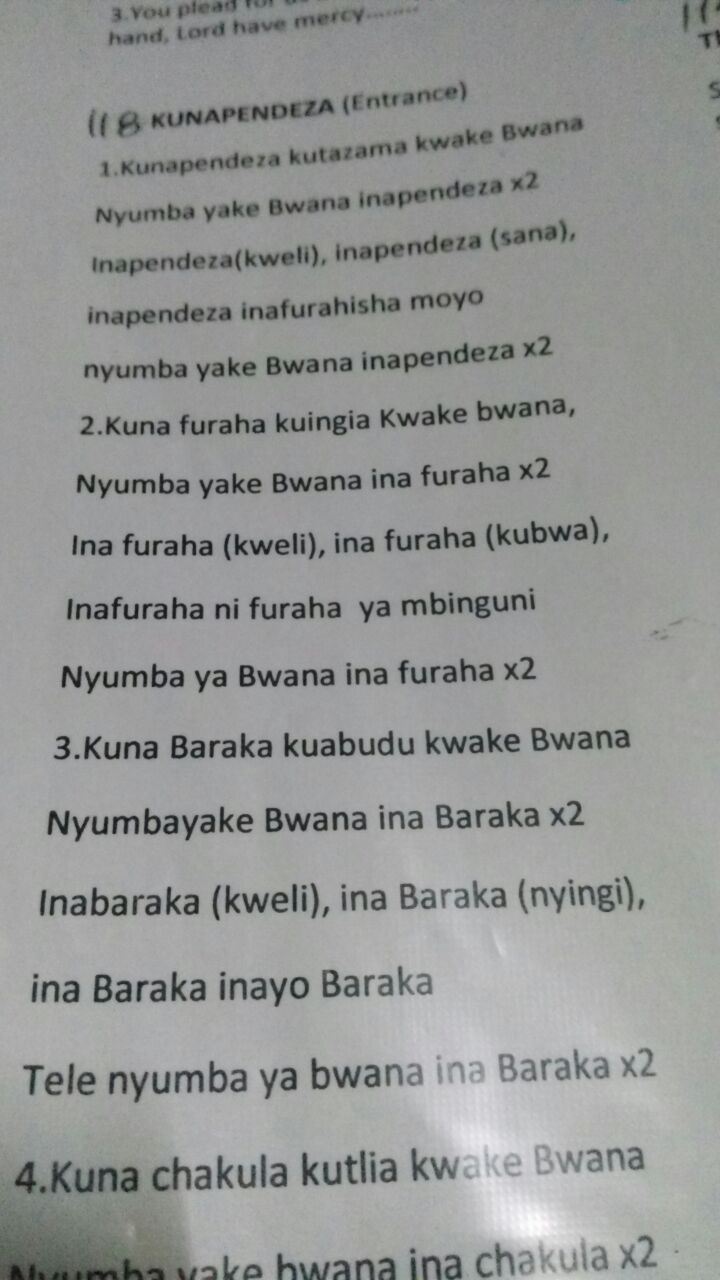 3.You plead for
hand, Lord have mercy........
118 KUNAPENDEZA (Entrance)
1.Kunapendeza kutazama kwake Bwana
Nyumba yake Bwana inapendeza x2
Inapendeza(kweli), inapendeza (sana),
inapendeza inafurahisha moyo
nyumba yake Bwana inapendeza x2
2.Kuna furaha kuingia Kwake bwana,
Nyumba yake Bwana ina furaha x2
Ina furaha (kweli), ina furaha (kubwa),
Inafuraha ni furaha ya mbinguni
Nyumba ya Bwana ina furaha x2
3.Kuna Baraka kuabudu kwake Bwana
Nyumbayake Bwana ina Baraka x2
Inabaraka (kweli), ina Baraka (nyingi),
ina Baraka inayo Baraka
Tele nyumba ya bwana ina Baraka x2
4.Kuna chakula kutlia kwake Bwana
Nyumba yake bwana ina chakula x2